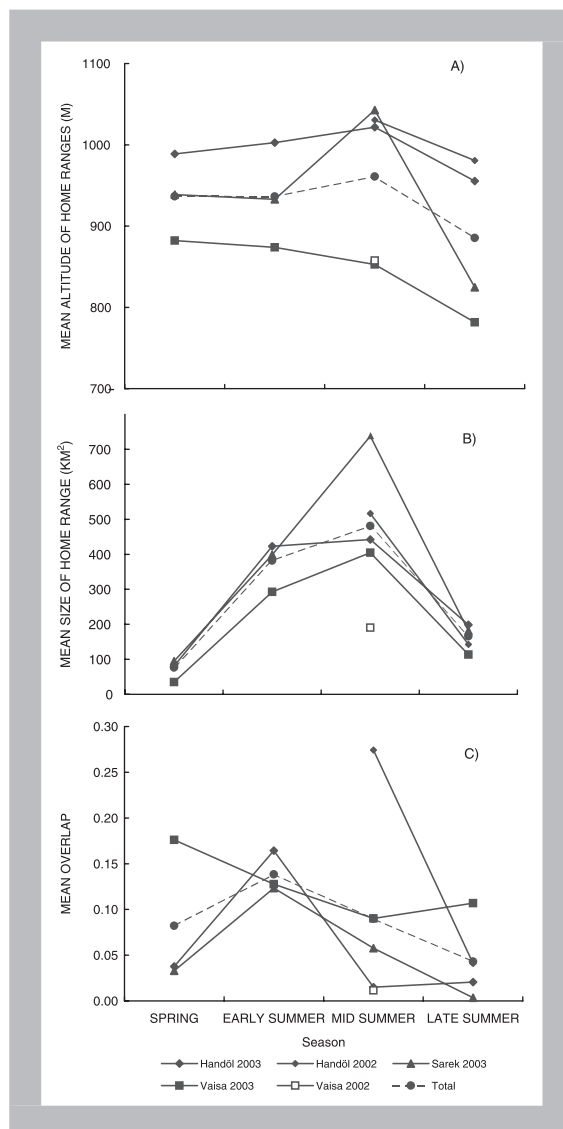 A)
1100
1000
900
800
700
MEAN ALTITUDE OF HOME RANGES (M)
B)
700
600
500
400
300
200
100
0
MEAN SIZE OF HOME RANGE (KM²)
C)
0.30
0.25
0.20
0.15
0.10
0.05
0.00
MEAN OVERLAP
SPRING EARLY SUMMER MID SUMMER LATE SUMMER
Season
Handöl 2003 Handöl 2002 Sarek 2003
Vaisa 2003 Vaisa 2002 Total